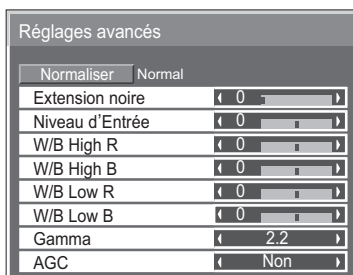 Réglages avancés
Normaliser Normal
Extension noire 0
Niveau d'Entrée 0
W/B High R 0
W/B High B 0
W/B Low R 0
W/B Low B 0
Gamma 2.2
AGC Non